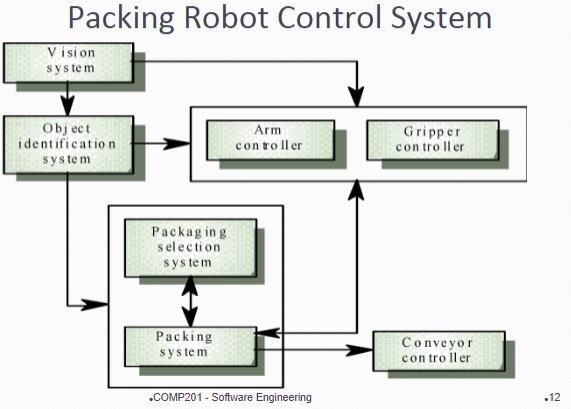 Packing Robot Control System
Vision
system
Object
identification
system
Arm
controller
Gripper
controller
Packaging
selection
system
Packing
system
Conveyor
controller
•COMP201 - Software Engineering
•12